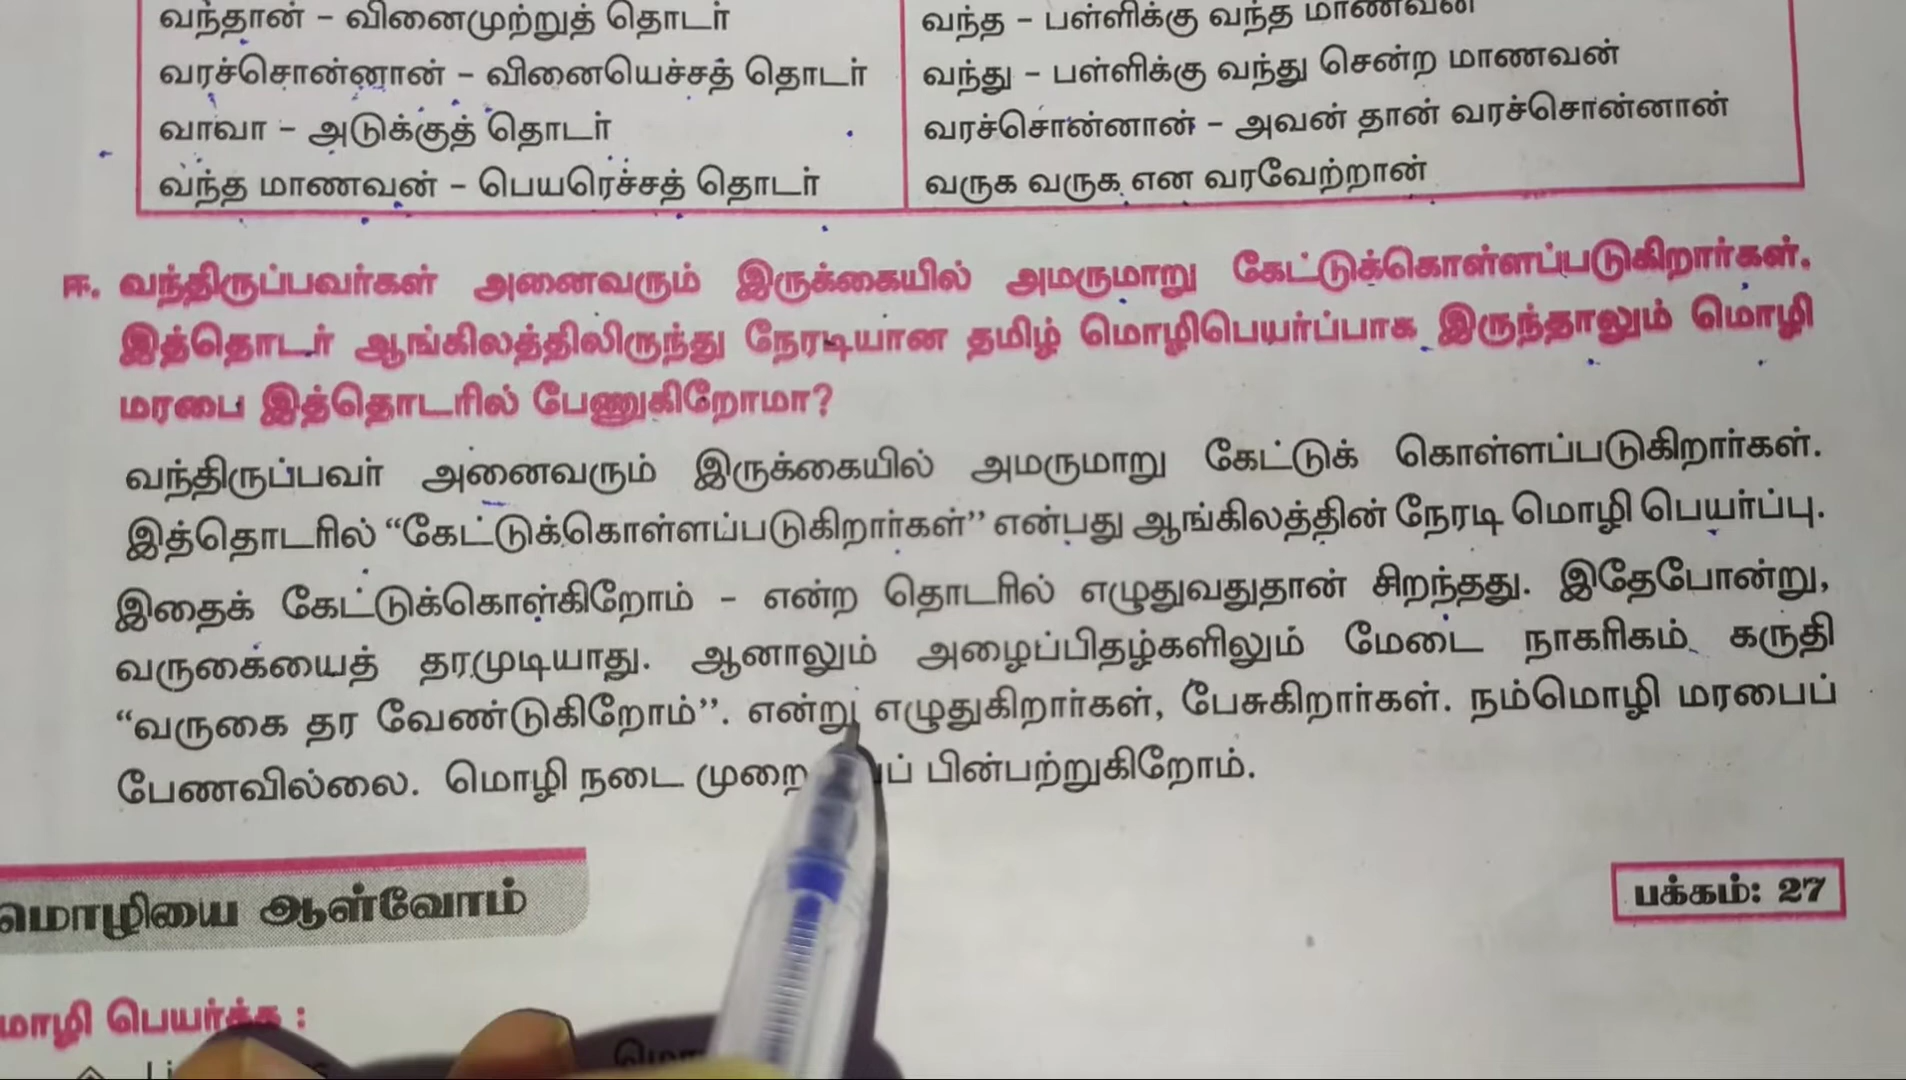 வந்தான் – வினைமுற்றுத் தொடர்
வரச்சொன்னான் – வினையெச்சத் தொடர்
வாவா – அடுக்குத் தொடர்
வந்த மாணவன் – பெயரெச்சத் தொடர்
வந்த – பள்ளிக்கு வந்த மாணவன்
வந்து – பள்ளிக்கு வந்து சென்ற மாணவன்
வரச்சொன்னான் – அவன் தான் வரச்சொன்னான்
வருக வருக என வரவேற்றான்
ஈ. வந்திருப்பவர்கள் அனைவரும் இருக்கையில் அமருமாறு கேட்டுக்கொள்ளப்படுகிறார்கள்.
இத்தொடர் ஆங்கிலத்திலிருந்து நேரடியான தமிழ் மொழிபெயர்ப்பாக இருந்தாலும் மொழி
மரபை இத்தொடரில் பேணுகிறோமா?
வந்திருப்பவர் அனைவரும் இருக்கையில் அமருமாறு கேட்டுக் கொள்ளப்படுகிறார்கள்.
இத்தொடரில் “கேட்டுக்கொள்ளப்படுகிறார்கள்” என்பது ஆங்கிலத்தின் நேரடி மொழி பெயர்ப்பு.
இதைக் கேட்டுக்கொள்கிறோம் – என்ற தொடரில் எழுதுவதுதான் சிறந்தது. இதேபோன்று,
வருகையைத் தரமுடியாது. ஆனாலும் அழைப்பிதழ்களிலும் மேடை நாகரிகம் கருதி
“வருகை தர வேண்டுகிறோம்”. என்று எழுதுகிறார்கள், பேசுகிறார்கள். நம்மொழி மரபைப்
பேணவில்லை. மொழி நடை பின்பற்றுகிறோம்.
மொழியை ஆள்வோம்
பக்கம்: 27
மொழி பெயர்க்க :